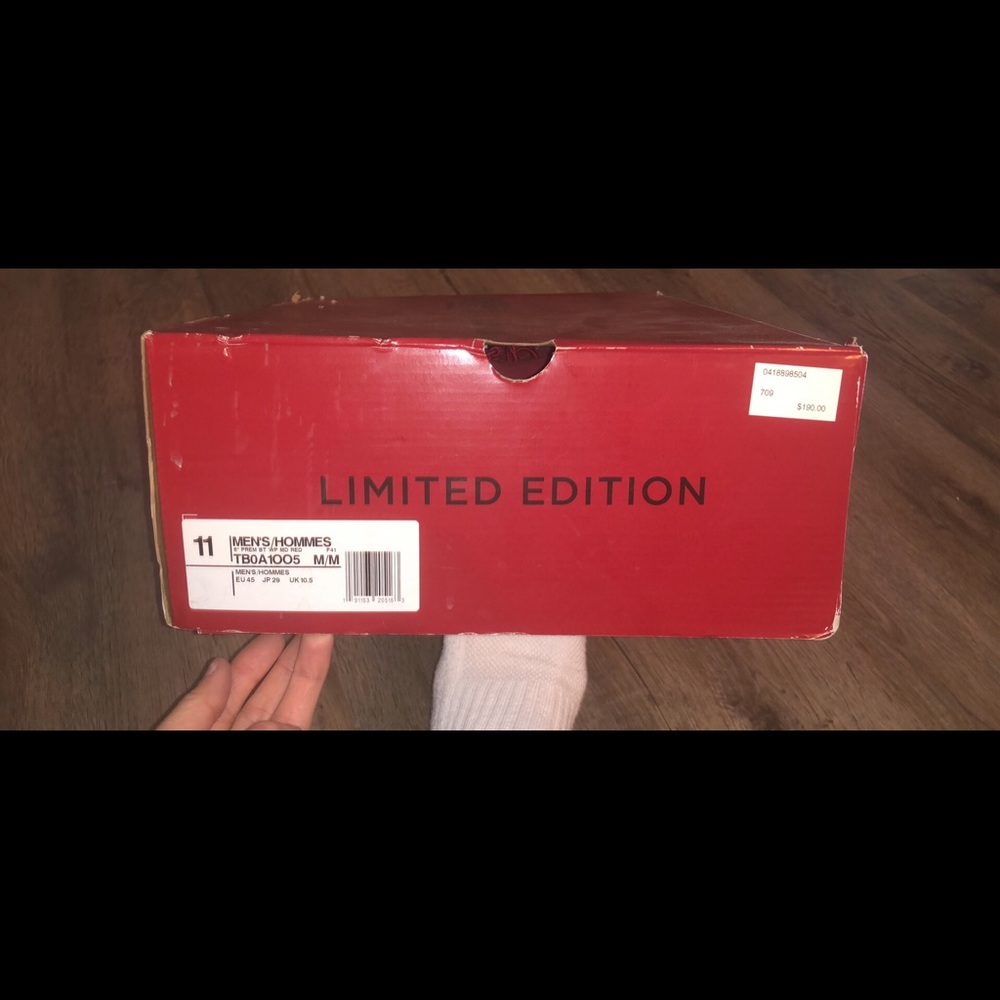 0418898504
709
$190.00
LIMITED EDITION
11
MEN'S/HOMMES
6" PREM BT WP MD RED F41
TB0A1OO5 M/M
MEN'S/HOMMES
EU 45 JP 29 UK 10.5